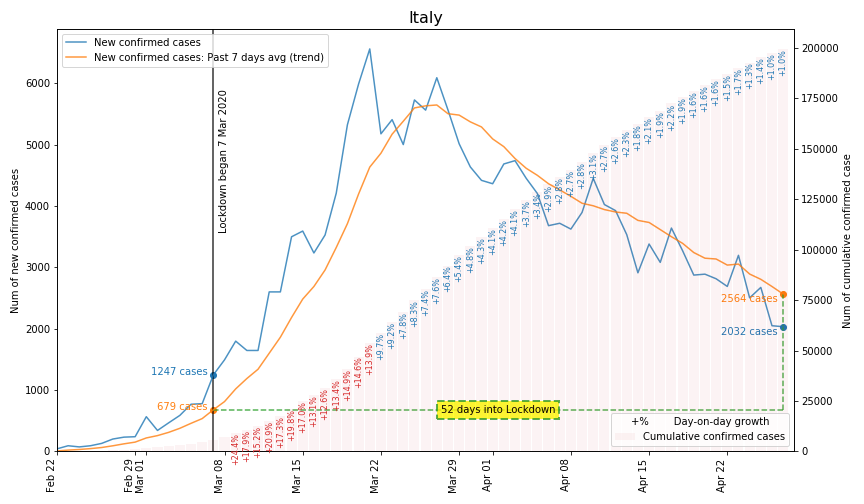 Italy
New confirmed cases
New confirmed cases: Past 7 days avg (trend)
Num of new confirmed cases
6000
5000
4000
3000
2000
1000
0
Lockdown began 7 Mar 2020
1247 cases
679 cases
+24.4%
+17.9%
+15.2%
+20.9%
+17.3%
+19.8%
+17.0%
+13.1%
+12.6%
+13.4%
+14.9%
+14.6%
+13.9%
+9.7%
+9.2%
+7.8%
+8.3%
+7.4%
+7.6%
+6.4%
+5.4%
+4.8%
+4.3%
+4.1%
+4.2%
+4.1%
+3.7%
+3.4%
+2.9%
+2.8%
+2.7%
+2.8%
+3.1%
+2.7%
+2.6%
+2.3%
+1.8%
+2.1%
+1.9%
+2.2%
+1.9%
+1.6%
+1.6%
+1.6%
+1.5%
+1.7%
+1.3%
+1.4%
+1.0%
+1.0%
2564 cases
2032 cases
52 days into Lockdown
+% Day-on-day growth
Cumulative confirmed cases
200000
175000
150000
125000
100000
75000
50000
25000
0
Num of cumulative confirmed case
Feb 22
Feb 29
Mar 01
Mar 08
Mar 15
Mar 22
Mar 29
Apr 01
Apr 08
Apr 15
Apr 22